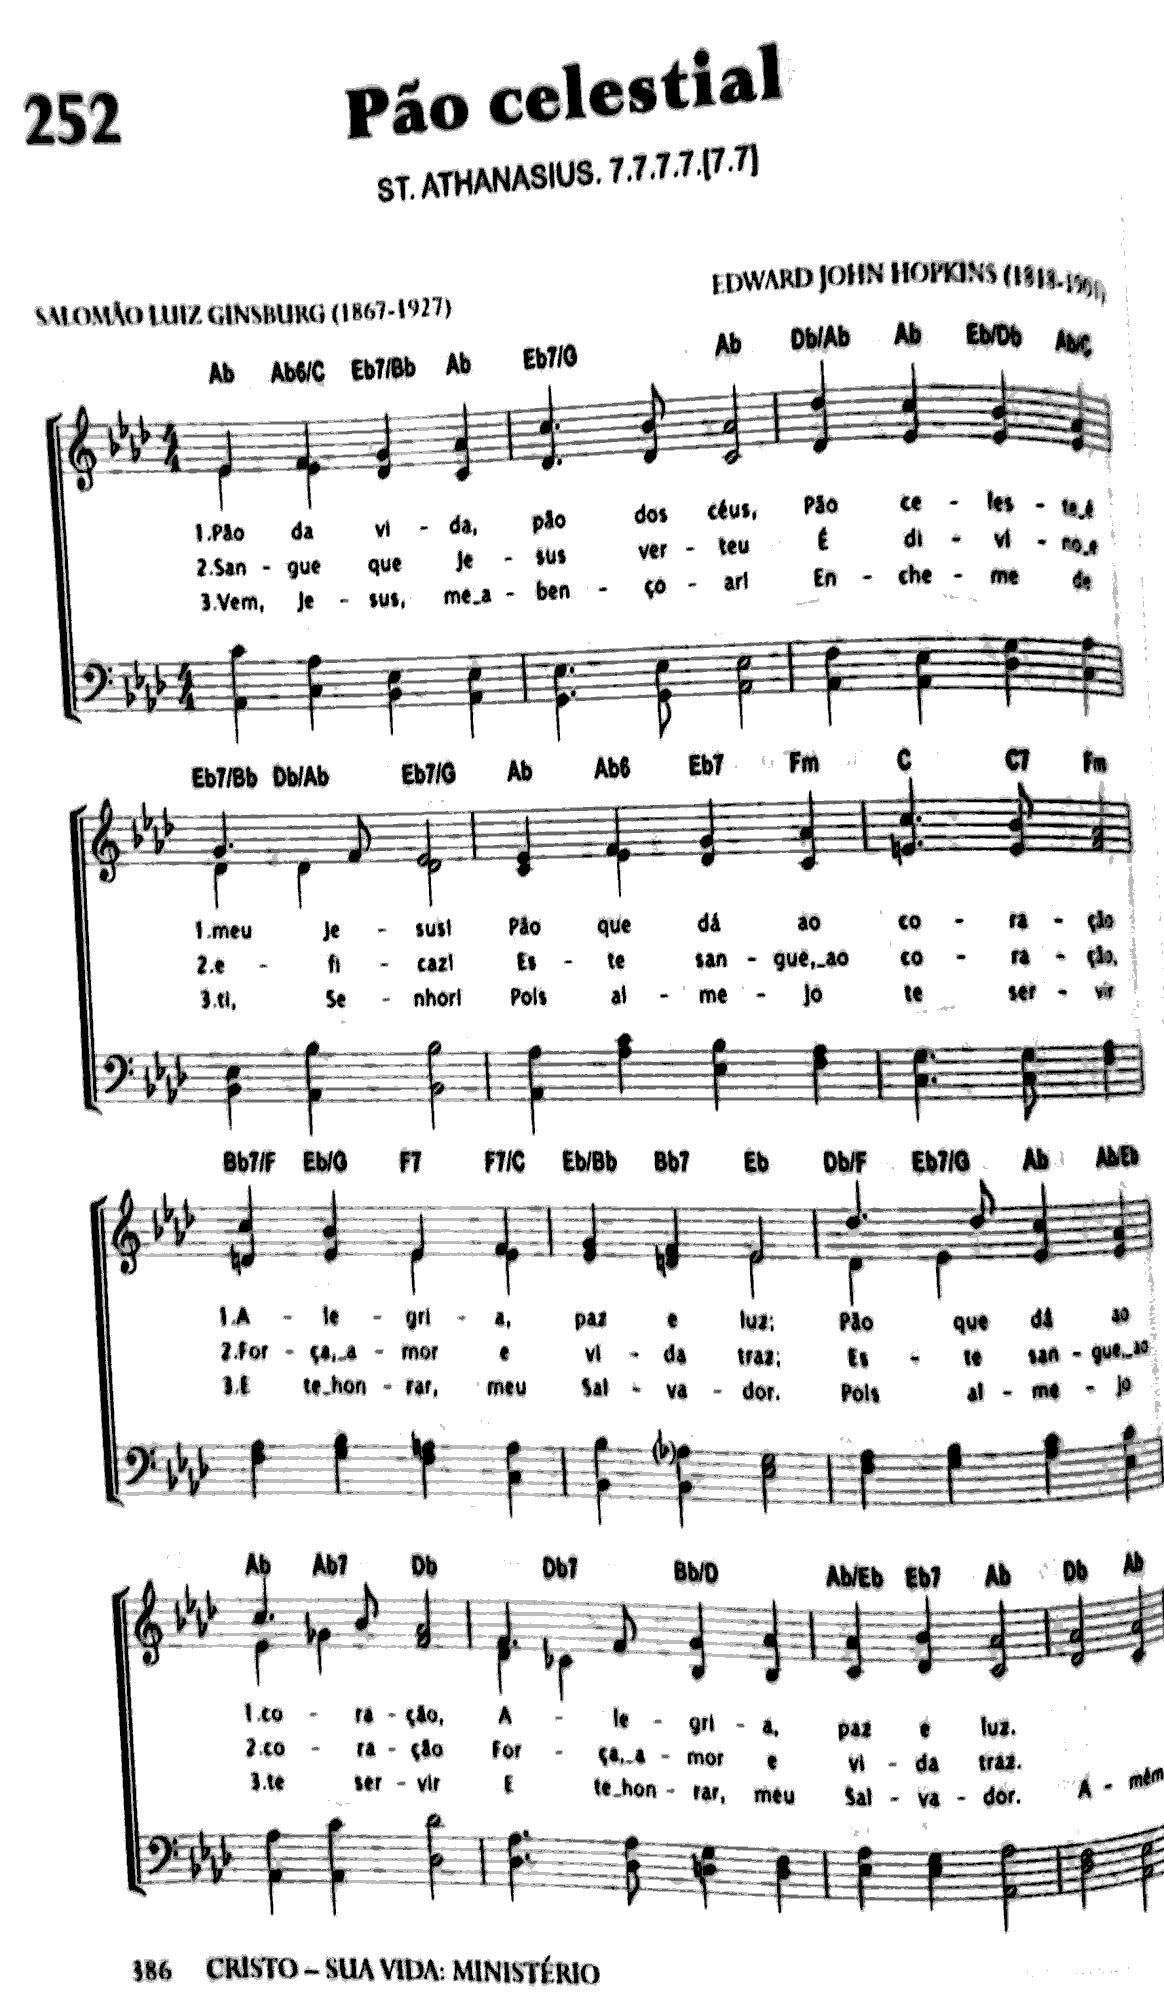 252
Pão celestial
ST. ATHANASIUS. 7.7.7.7.(7.7)
SALOMÃO LUIZ GINSBURG (1867-1927)
EDWARD JOHN HOPKINS (1818-1901)
Ab Ab6/C Eb7/Bb Ab Eb7/G Ab Db/Ab Ab Eb/Db Ab/C
1.Pão da vi - da, pão dos céus, Pão ce - les - te_é
2.San - gue que Je - sus ver - teu É di - vi - no_e
3.Vem, Je - sus, me_a - ben - ço - ar! En - che - me de
Eb7/Bb Db/Ab Eb7/G Ab Ab6 Eb7 Fm C C7 Fm
1.meu Je - sus! Pão que dá ao co - ra - ção
2.e - fi - caz! Es - te san - gue,_ao co - ra - ção,
3.ti, Se - nhor! Pois al - me - jo te ser - vir
Bb7/F Eb/G F7 F7/C Eb/Bb Bb7 Eb Db/F Eb7/G Ab Ab/Eb
1.A - le - gri - a, paz e luz; Pão que dá ao
2.For - ça,_a - mor e vi - da traz; Es - te san - gue,_ao
3.E te_hon - rar, meu Sal - va - dor. Pois al - me - jo
Ab Ab7 Db Db7 Bb/D Ab/Eb Eb7 Ab Db Ab
1.co - ra - ção, A - le - gri - a, paz e luz.
2.co - ra - ção For - ça,_a - mor e vi - da traz.
3.te ser - vir E te_hon - rar, meu Sal - va - dor. A - mém
386 CRISTO – SUA VIDA: MINISTÉRIO